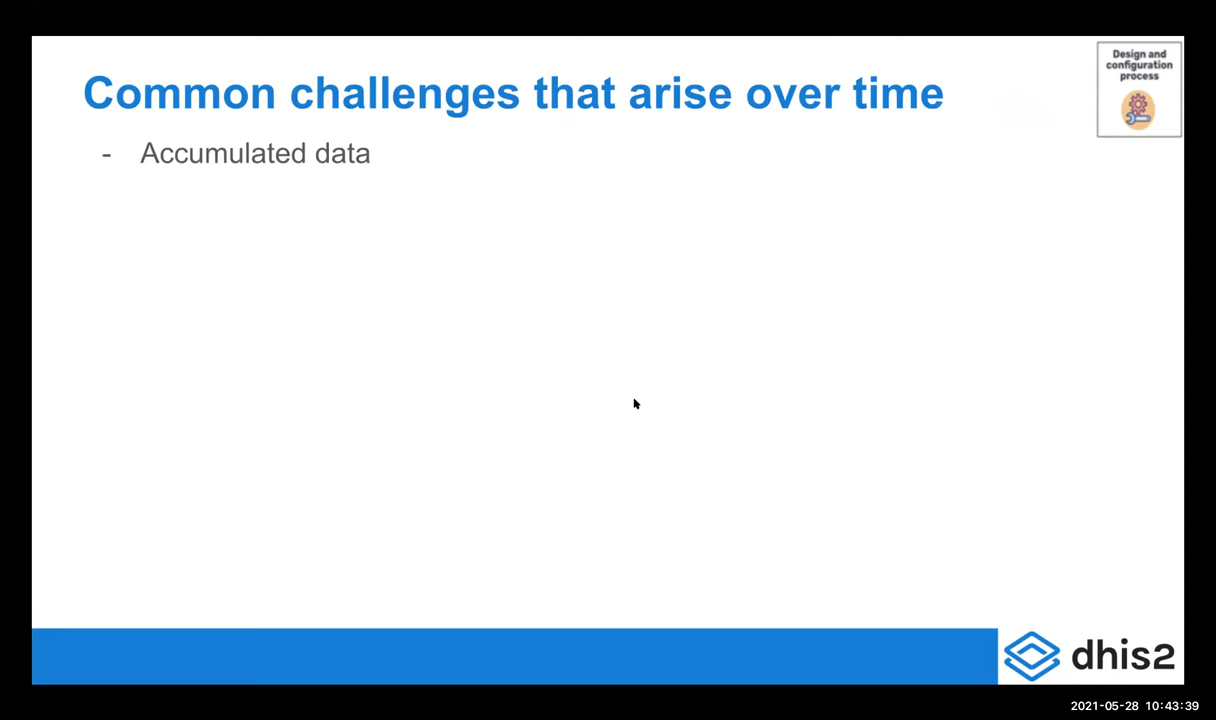 Common challenges that arise over time
- Accumulated data
Design and
configuration
process
dhis2
2021-05-28 10:43:39